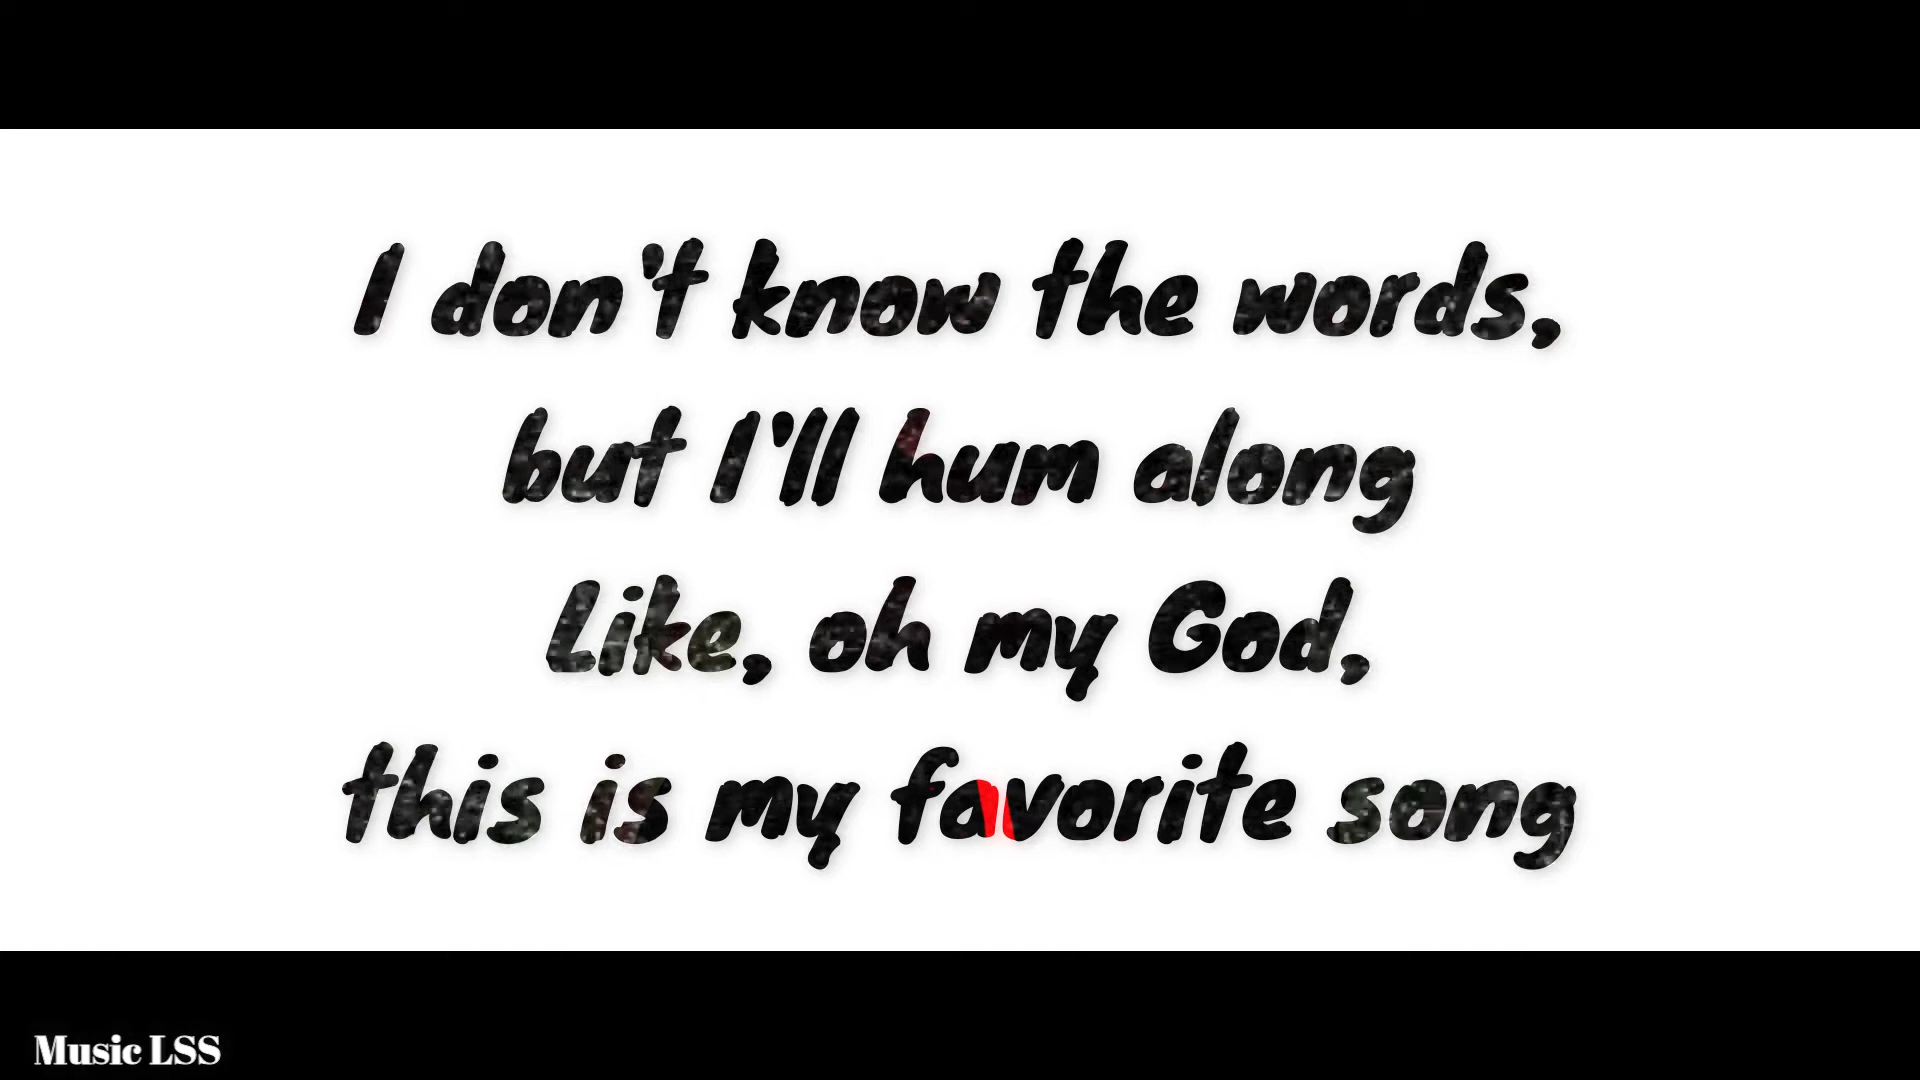 I don't know the words,
but I'll hum along
Like, oh my God,
this is my favorite song
Music LSS